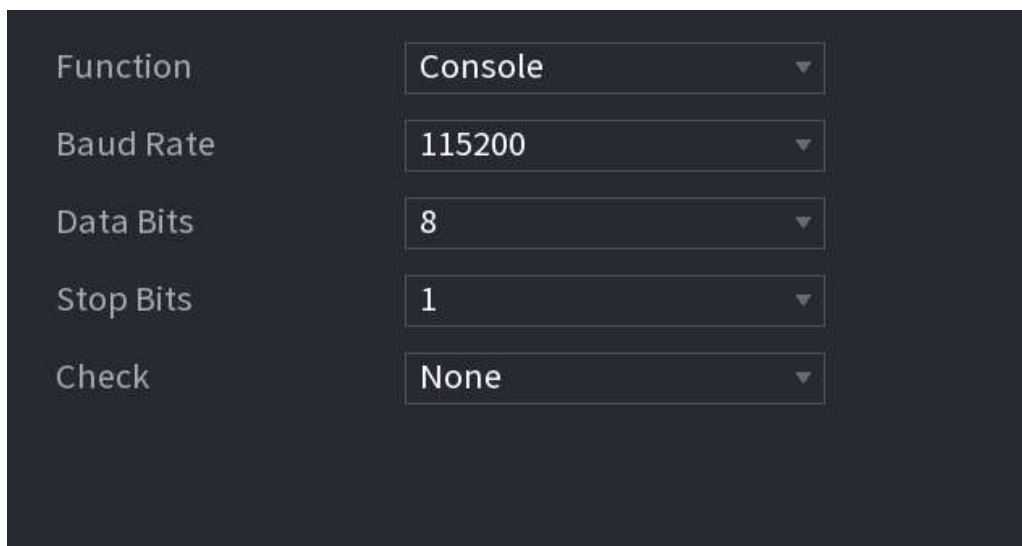 Function Console
Baud Rate 115200
Data Bits 8
Stop Bits 1
Check None